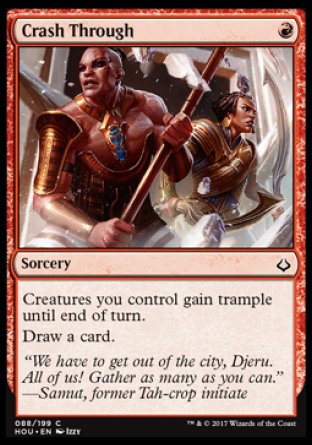 Crash Through
Sorcery
Creatures you control gain trample
until end of turn.
Draw a card.
“We have to get out of the city, Djeru.
All of us! Gather as many as you can.”
—Samut, former Tah-crop initiate
088/199 C
HOU • EN Izzy
™ & © 2017 Wizards of the Coast